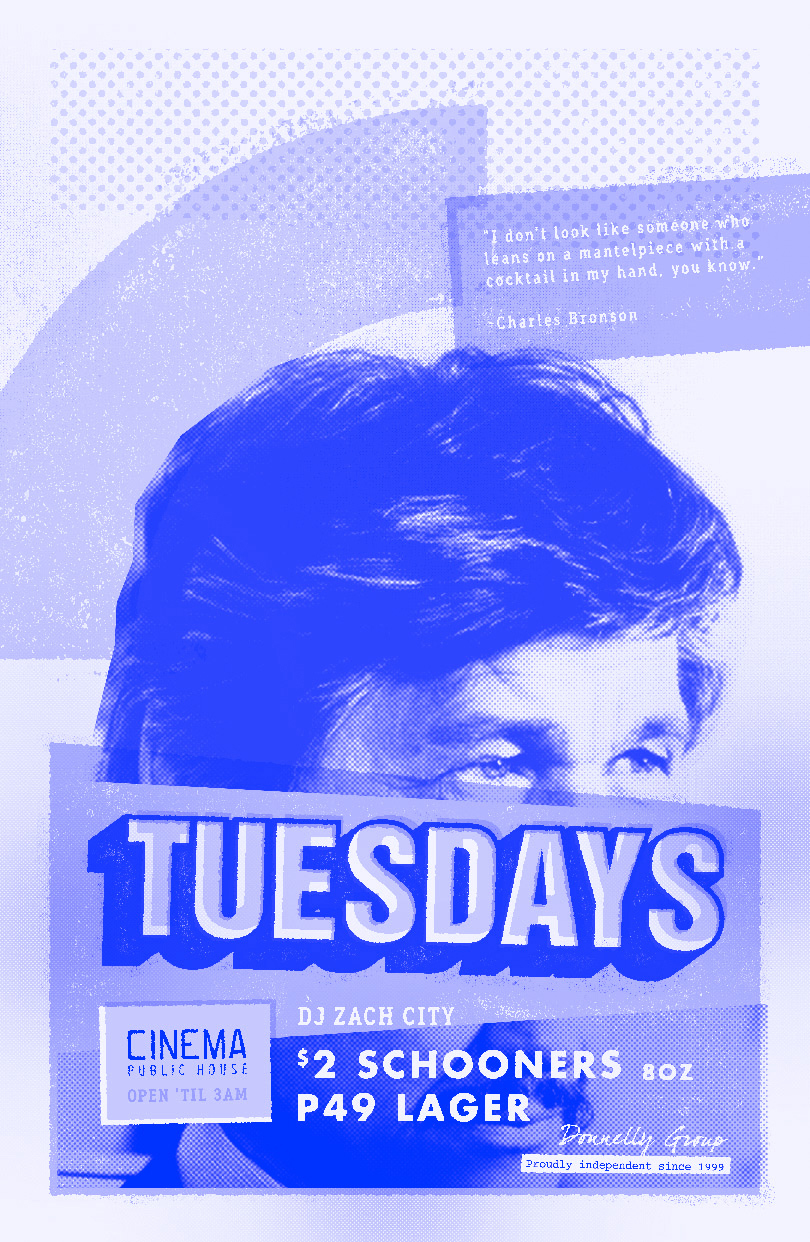 "I don't look like someone who
leans on a mantelpiece with a
cocktail in my hand, you know."
-Charles Bronson
TUESDAYS
DJ ZACH CITY
CINEMA
PUBLIC HOUSE
OPEN 'TIL 3AM
$2 SCHOONERS 8OZ
P49 LAGER
Donnelly Group
Proudly independent since 1999